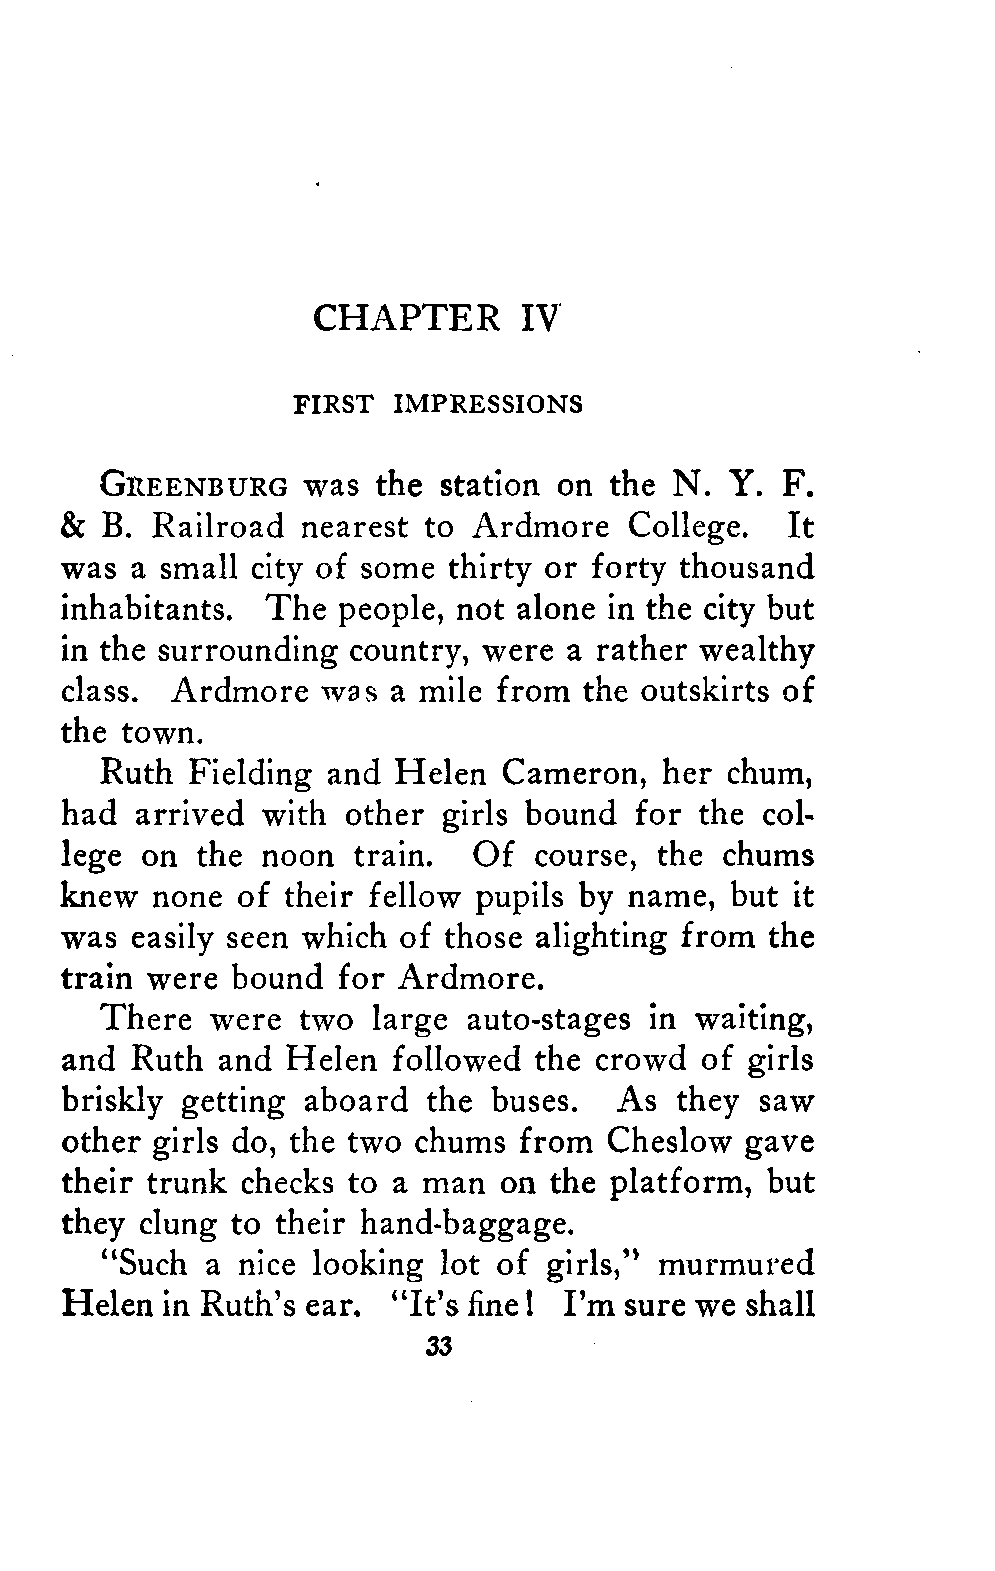 CHAPTER IV
FIRST IMPRESSIONS
GREENBURG was the station on the N. Y. F.
& B. Railroad nearest to Ardmore College. It
was a small city of some thirty or forty thousand
inhabitants. The people, not alone in the city but
in the surrounding country, were a rather wealthy
class. Ardmore was a mile from the outskirts of
the town.
Ruth Fielding and Helen Cameron, her chum,
had arrived with other girls bound for the col-
lege on the noon train. Of course, the chums
knew none of their fellow pupils by name, but it
was easily seen which of those alighting from the
train were bound for Ardmore.
There were two large auto-stages in waiting,
and Ruth and Helen followed the crowd of girls
briskly getting aboard the buses. As they saw
other girls do, the two chums from Cheslow gave
their trunk checks to a man on the platform, but
they clung to their hand-baggage.
"Such a nice looking lot of girls," murmured
Helen in Ruth's ear. "It's fine! I'm sure we shall
33